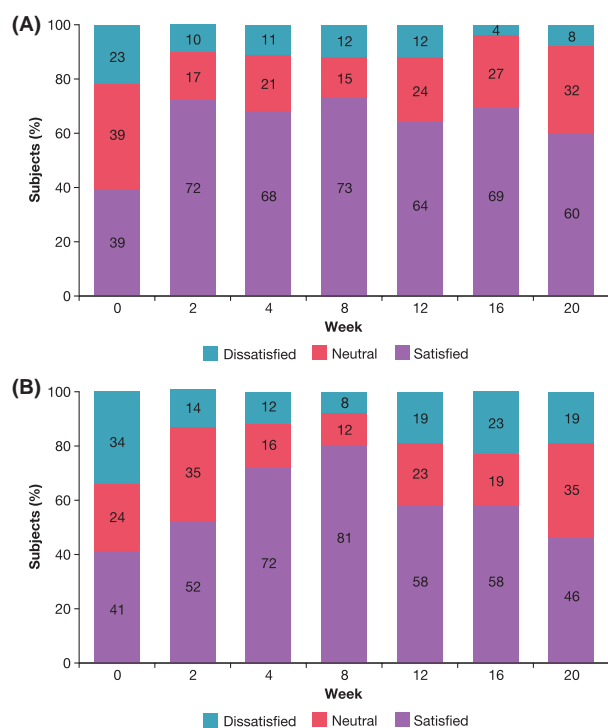 (A)
100
80
60
40
20
0
Subjects (%)
23 10 11 12 12 4 8
39 17 21 15 24 27 32
39 72 68 73 64 69 60
0 2 4 8 12 16 20
Week
Dissatisfied Neutral Satisfied
(B)
100
80
60
40
20
0
Subjects (%)
34 14 12 8 19 23 19
24 35 16 12 23 19 35
41 52 72 81 58 58 46
0 2 4 8 12 16 20
Week
Dissatisfied Neutral Satisfied